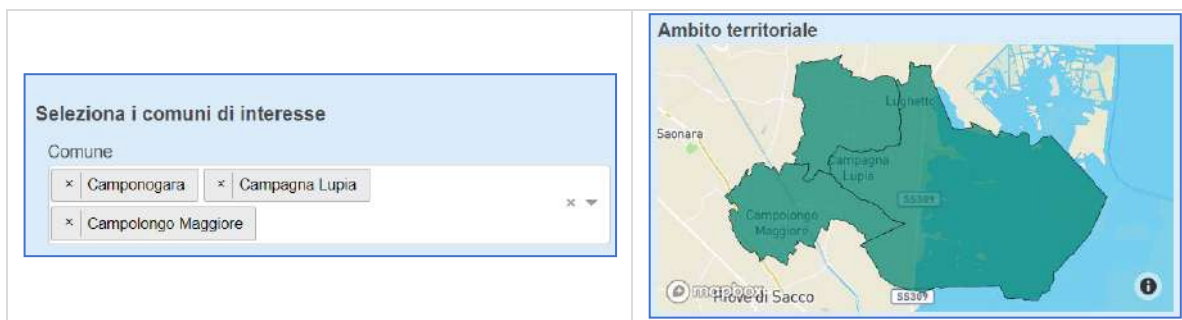 Seleziona i comuni di interesse
Comune
× Camponogara × Campagna Lupia
× Campolongo Maggiore
×
Ambito territoriale
Lughetto
Saonara
Campagna
Lupia
SS309
Campolongo
Maggiore
mapbox
Piove di Sacco
SS309
i